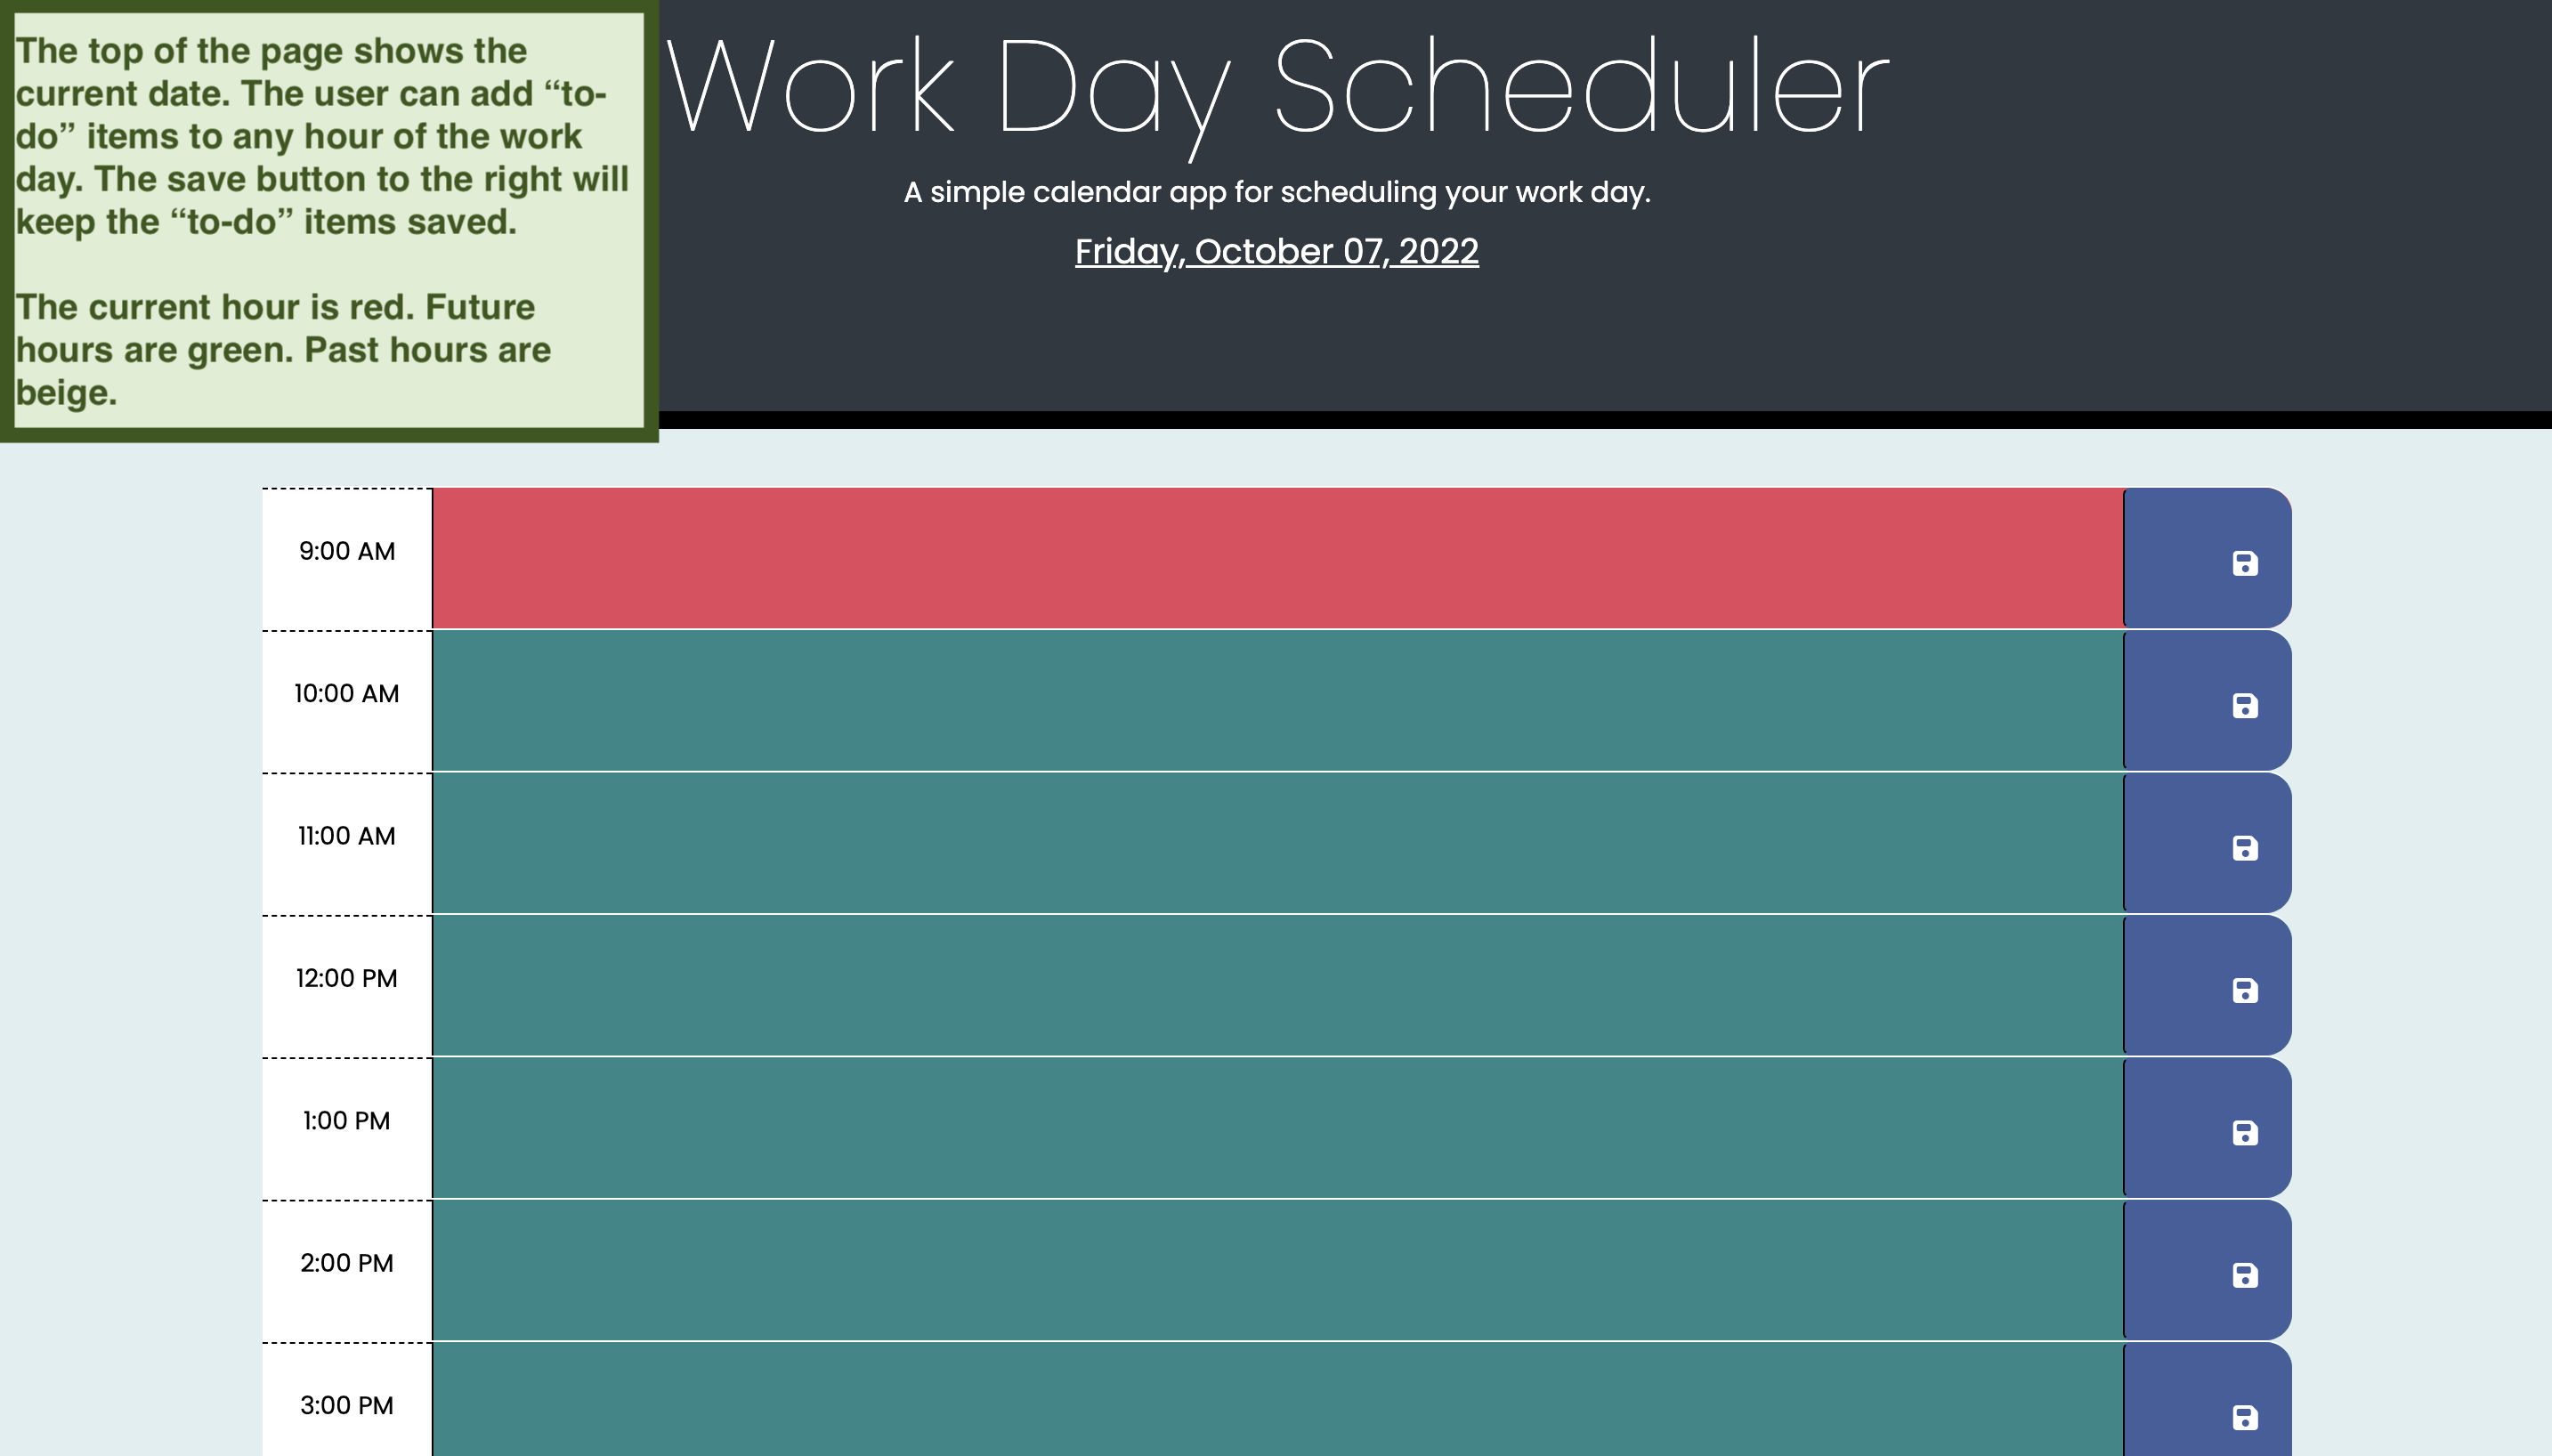 The top of the page shows the
current date. The user can add “to-
do” items to any hour of the work
day. The save button to the right will
keep the “to-do” items saved.
The current hour is red. Future
hours are green. Past hours are
beige.
Work Day Scheduler
A simple calendar app for scheduling your work day.
Friday, October 07, 2022
9:00 AM
10:00 AM
11:00 AM
12:00 PM
1:00 PM
2:00 PM
3:00 PM